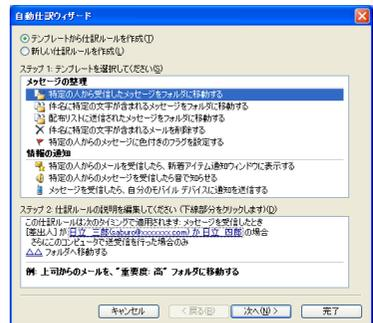 自動仕訳ウィザード
テンプレートから仕訳ルールを作成(T)
新しい仕訳ルールを作成(L)
ステップ 1: テンプレートを選択してください(S)
メッセージの整理
特定の人から受信したメッセージをフォルダに移動する
件名に特定の文字が含まれるメッセージをフォルダに移動する
配布リストに送信されたメッセージをフォルダに移動する
件名に特定の文字が含まれるメールを削除する
特定の人からのメッセージに色付きのフラグを設定する
情報の通知
特定の人からのメールを受信したら、新着アイテム通知ウィンドウに表示する
特定の人からのメッセージを受信したら音で知らせる
メッセージを受信したら、自分のモバイル デバイスに通知を送信する
ステップ 2: 仕訳ルールの説明を編集してください (下線部分をクリックします)(D)
この仕訳ルールは次のタイミングで適用されます: メッセージを受信したとき
[差出人] が 日立 三郎(saburo@xxxxxxx.com) か 日立 四郎 の場合
さらにこのコンピュータで送受信を行った場合のみ
△△ フォルダへ移動する
例: 上司からのメールを、"重要度: 高" フォルダに移動する
キャンセル < 戻る(B) 次へ(N) > 完了